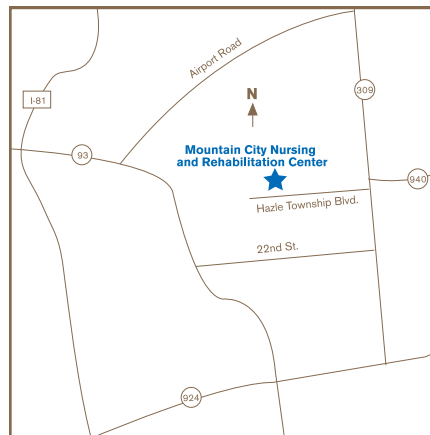 Airport Road
309
I-81
N
93
Mountain City Nursing
and Rehabilitation Center
940
Hazle Township Blvd.
22nd St.
924